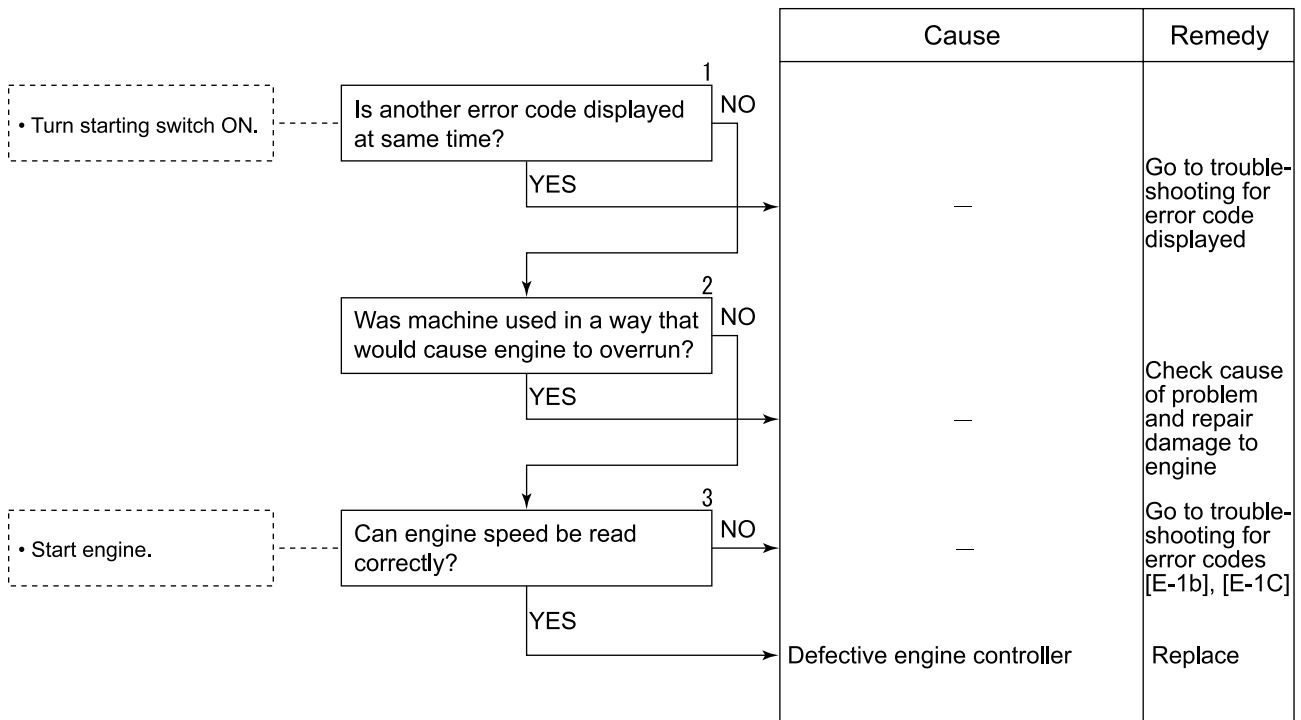 Cause
Remedy
1
• Turn starting switch ON.
Is another error code displayed
at same time?
NO
YES
—
Go to trouble-
shooting for
error code
displayed
2
Was machine used in a way that
would cause engine to overrun?
NO
YES
—
Check cause
of problem
and repair
damage to
engine
3
• Start engine.
Can engine speed be read
correctly?
NO
—
Go to trouble-
shooting for
error codes
[E-1b], [E-1C]
YES
Defective engine controller
Replace